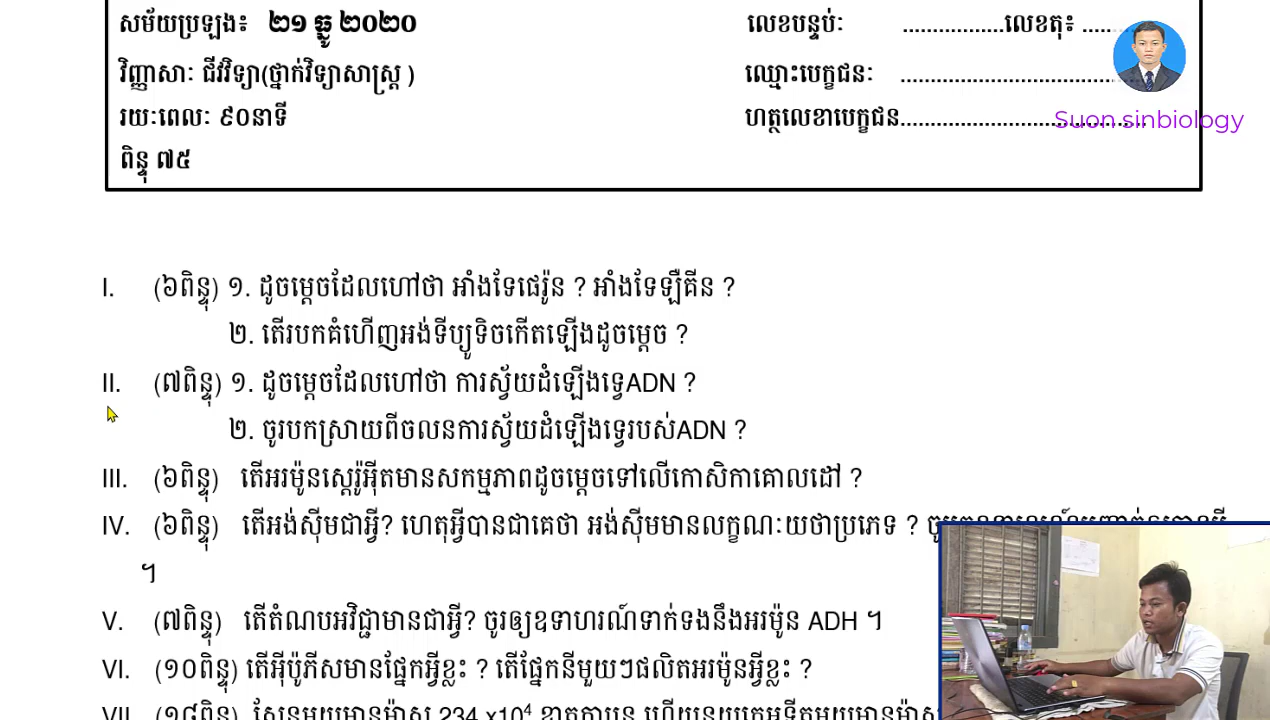 សម័យប្រឡង៖ ២១ ធ្នូ ២០២០
លេខបន្ទប់ៈ .................លេខតុ៖ ......
វិញ្ញាសាៈ ជីវវិទ្យា(ថ្នាក់វិទ្យាសាស្ត្រ )
ឈ្មោះបេក្ខជនៈ ....................................
រយៈពេលៈ ៩០នាទី
ហត្ថលេខាបេក្ខជន.........................................
Suon sinbiology
ពិន្ទុ ៧៥
I. (៦ពិន្ទុ) ១. ដូចម្តេចដែលហៅថា អាំងទែផេរ៉ូន ? អាំងទែឡឺគីន ?
២. តើរបកគំហើញអង់ទីប្យូទិចកើតឡើងដូចម្តេច ?
II. (៧ពិន្ទុ) ១. ដូចម្តេចដែលហៅថា ការស្វ័យដំឡើងទ្វេADN ?
២. ចូរបកស្រាយពីចលនការស្វ័យដំឡើងទ្វេរបស់ADN ?
III. (៦ពិន្ទុ) តើអរម៉ូនស្តេរ៉ូអ៊ីតមានសកម្មភាពដូចម្តេចទៅលើកោសិកាគោលដៅ ?
IV. (៦ពិន្ទុ) តើអង់ស៊ីមជាអ្វី? ហេតុអ្វីបានជាគេថា អង់ស៊ីមមានលក្ខណៈយថាប្រភេទ ?
។
V. (៧ពិន្ទុ) តើតំណបអវិជ្ជាមានជាអ្វី? ចូរឲ្យឧទាហរណ៍ទាក់ទងនឹងអរម៉ូន ADH ។
VI. (១០ពិន្ទុ) តើអ៊ីប៉ូភីសមានផ្នែកអ្វីខ្លះ ? តើផ្នែកនីមួយៗផលិតអរម៉ូនអ្វីខ្លះ ?
VII. (១៨ពិន្ទុ) សែនមួយមានម៉ាស 234 x10⁴